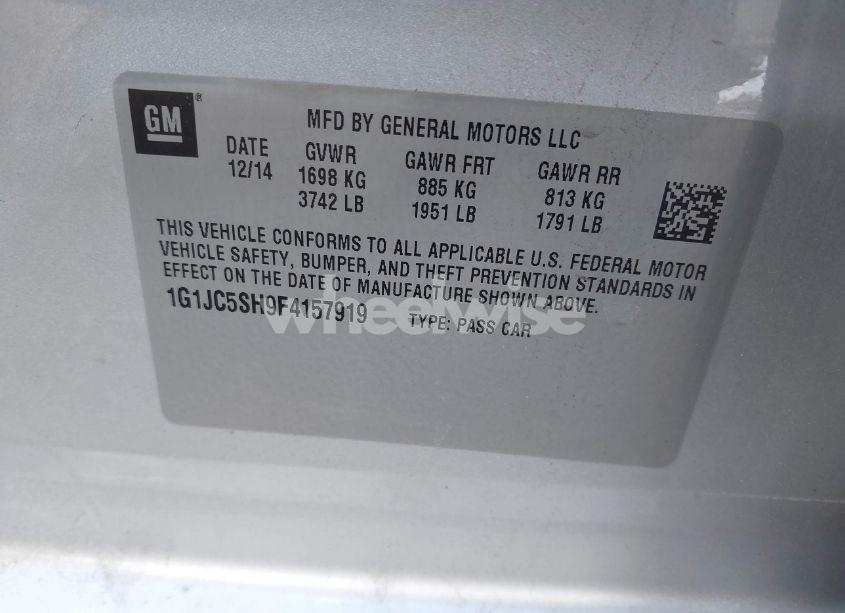 GM®
MFD BY GENERAL MOTORS LLC
DATE GVWR GAWR FRT GAWR RR
12/14 1698 KG 885 KG 813 KG
3742 LB 1951 LB 1791 LB
THIS VEHICLE CONFORMS TO ALL APPLICABLE U.S. FEDERAL MOTOR
VEHICLE SAFETY, BUMPER, AND THEFT PREVENTION STANDARDS IN
EFFECT ON THE DATE OF MANUFACTURE SHOWN ABOVE.
1G1JC5SH9F4157919 TYPE: PASS CAR
wheelwise